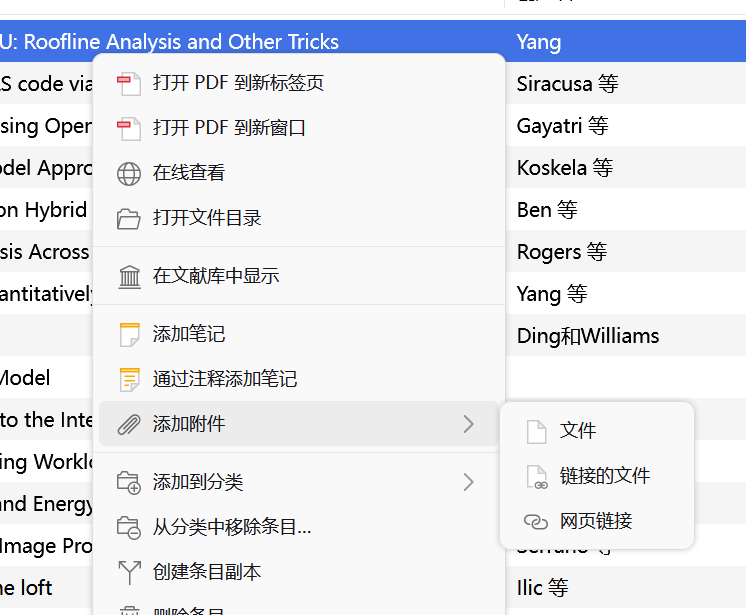 U: Roofline Analysis and Other Tricks Yang
S code via Siracusa 等
打开 PDF 到新标签页
sing Open Gayatri 等
打开 PDF 到新窗口
odel Appro Koskela 等
在线查看
on Hybrid Ben 等
打开文件目录
sis Across Rogers 等
在文献库中显示
antitatively Yang 等
添加笔记 Ding和Williams
Model
通过注释添加笔记
to the Inte
添加附件
文件
ing Worklo
链接的文件
添加到分类
and Energy
网页链接
从分类中移除条目...
Image Pro Serrano 等
创建条目副本
ne loft Ilic 等
删除条目